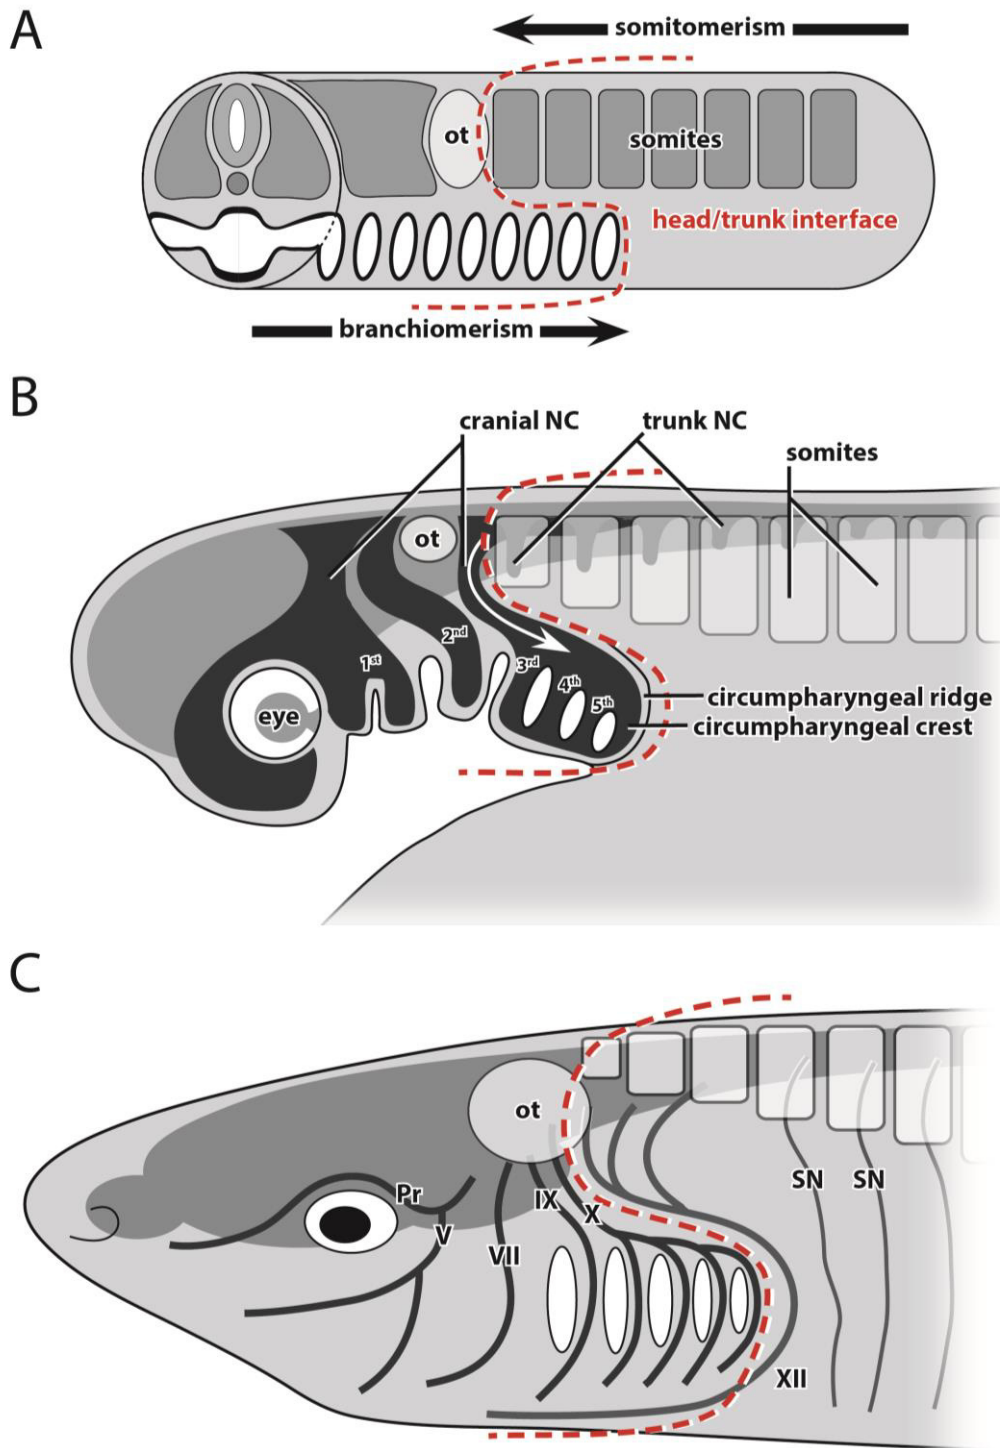 A
somitomerism
ot
somites
head/trunk interface
branchiomerism
B
cranial NC
trunk NC
somites
ot
1st
2nd
3rd
4th
5th
eye
circumpharyngeal ridge
circumpharyngeal crest
C
ot
Pr
V
VII
IX
X
SN
SN
XII